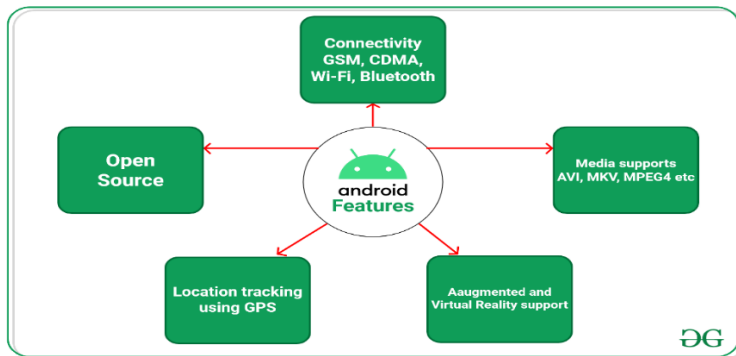 Connectivity
GSM, CDMA,
Wi-Fi, Bluetooth
Open
Source
android
Features
Media supports
AVI, MKV, MPEG4 etc
Location tracking
using GPS
Aaugmented and
Virtual Reality support